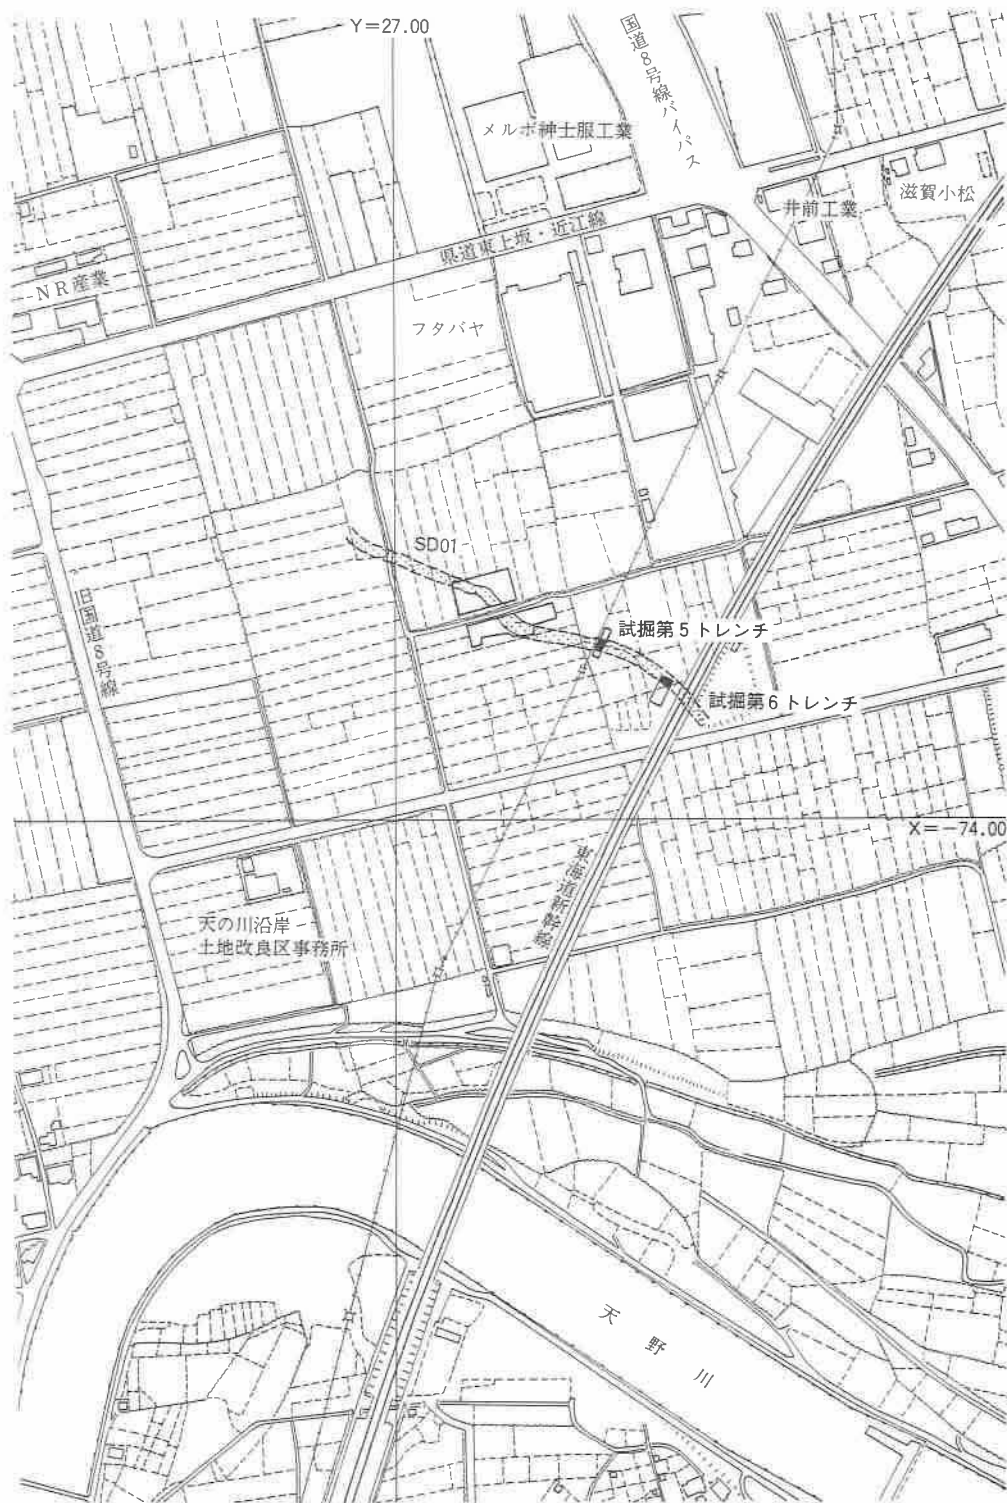 Y=27.00
国道8号線バイパス
メルボ紳士服工業
滋賀小松
井前工業
県道東上坂・近江線
NR産業
フタバヤ
SD01
旧国道8号線
試掘第5トレンチ
試掘第6トレンチ
X=-74.00
東海道新幹線
天の川沿岸
土地改良区事務所
天野川